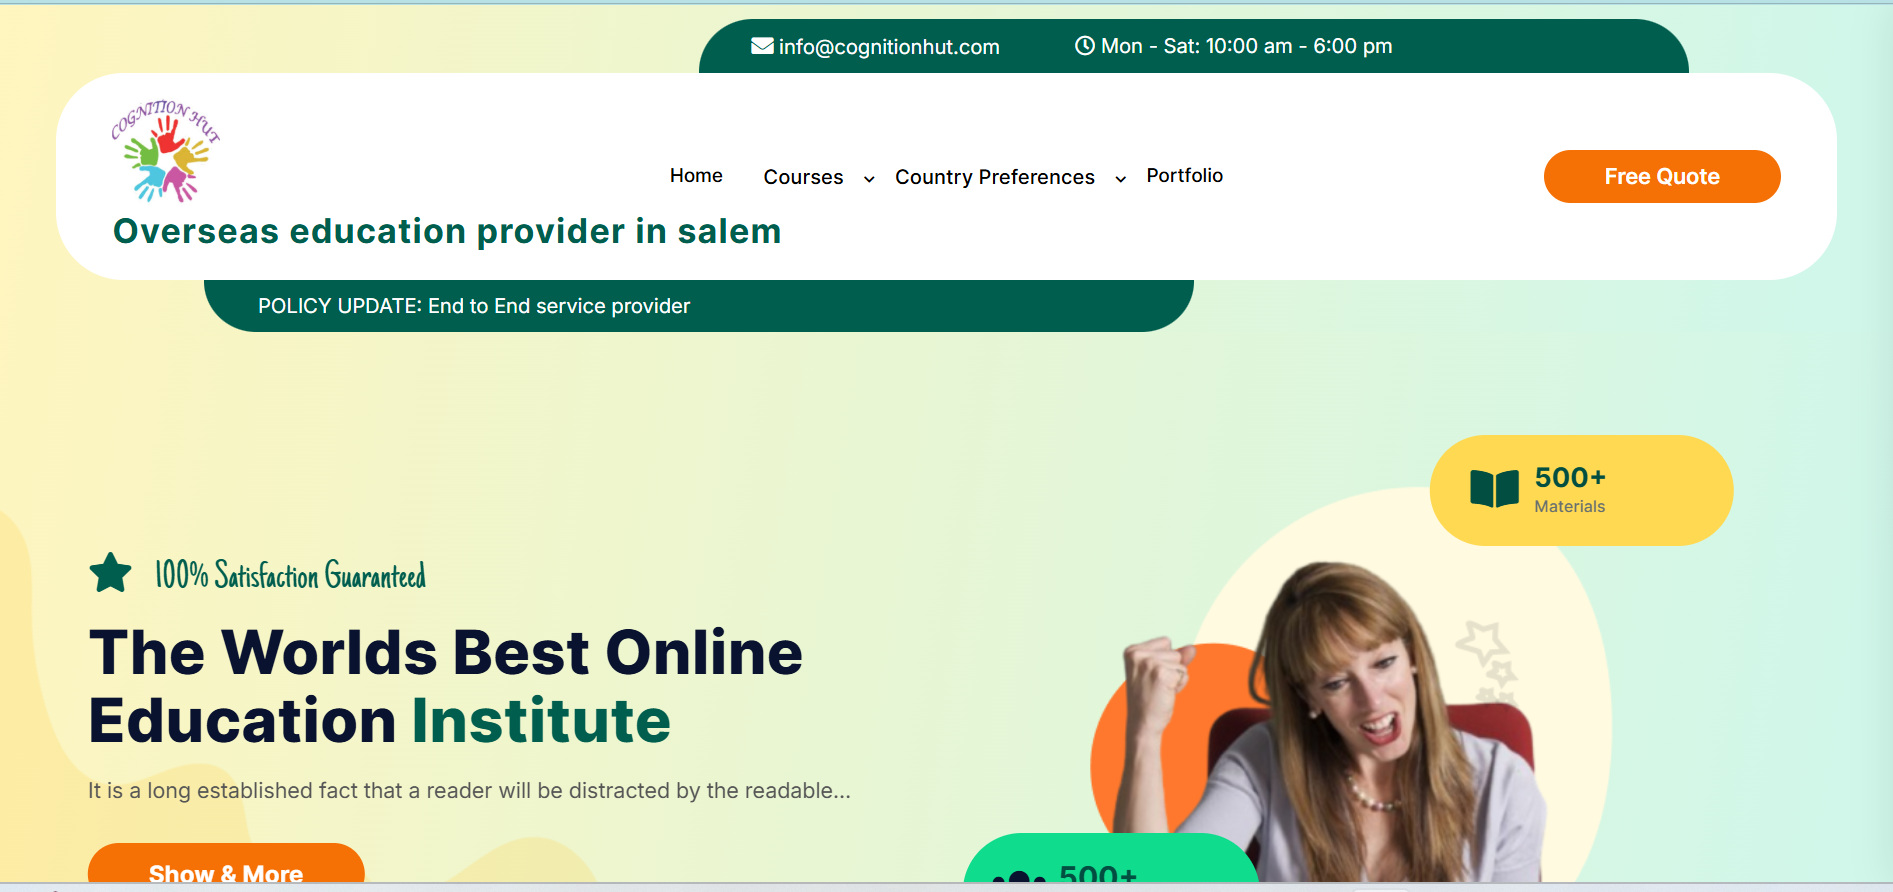 info@cognitionhut.com
Mon - Sat: 10:00 am - 6:00 pm
COGNITION HUT
Home
Courses
Country Preferences
Portfolio
Free Quote
Overseas education provider in salem
POLICY UPDATE: End to End service provider
500+
Materials
100% Satisfaction Guaranteed
The Worlds Best Online
Education Institute
It is a long established fact that a reader will be distracted by the readable...
Show & More
500+